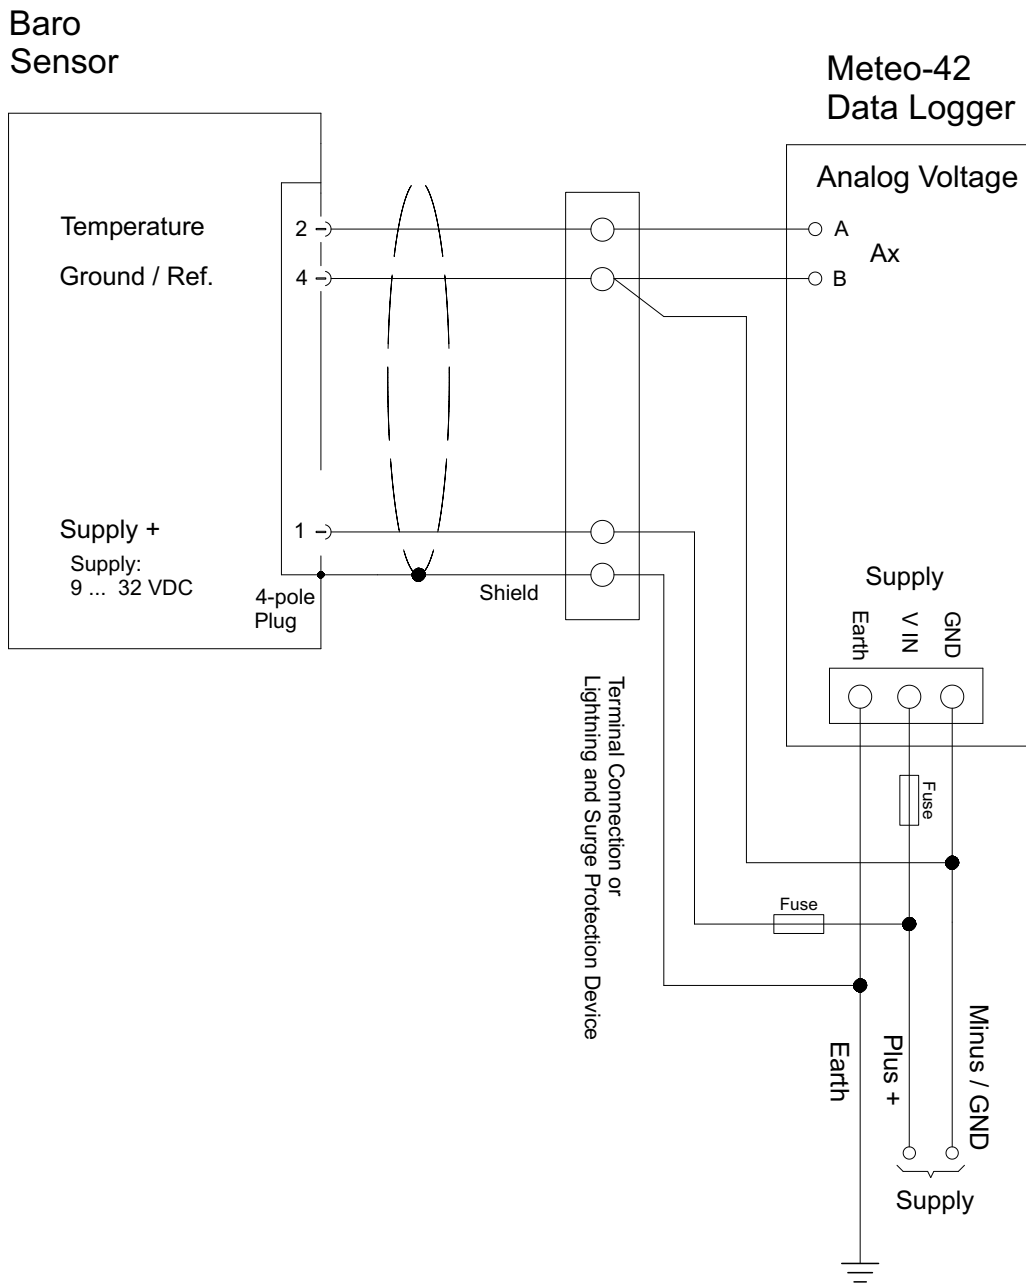 Baro
Sensor
Meteo-42
Data Logger
Analog Voltage
Temperature
2
A
Ax
Ground / Ref.
4
B
Supply +
1
Supply:
9 ... 32 VDC
4-pole
Plug
Shield
Supply
Earth
V IN
GND
Terminal Connection or
Lightning and Surge Protection Device
Fuse
Fuse
Earth
Plus +
Minus / GND
Supply